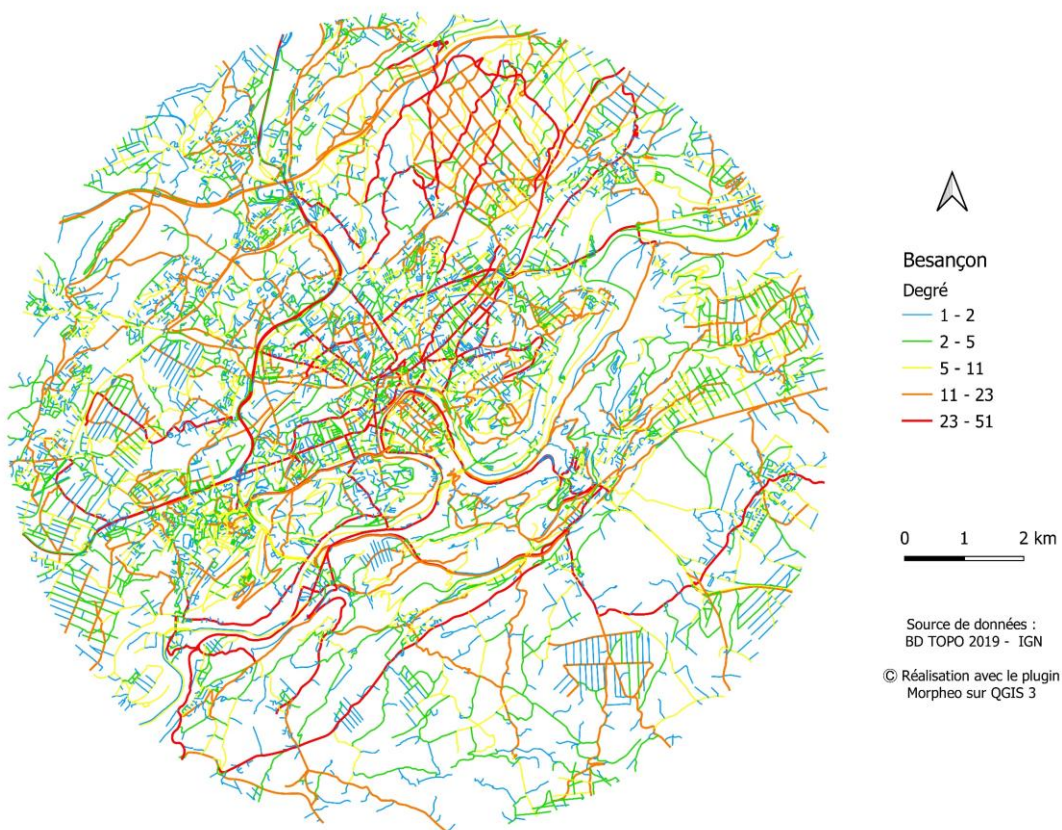 Besançon
Degré
1 - 2
2 - 5
5 - 11
11 - 23
23 - 51
0 1 2 km
Source de données :
BD TOPO 2019 - IGN
© Réalisation avec le plugin
Morpheo sur QGIS 3